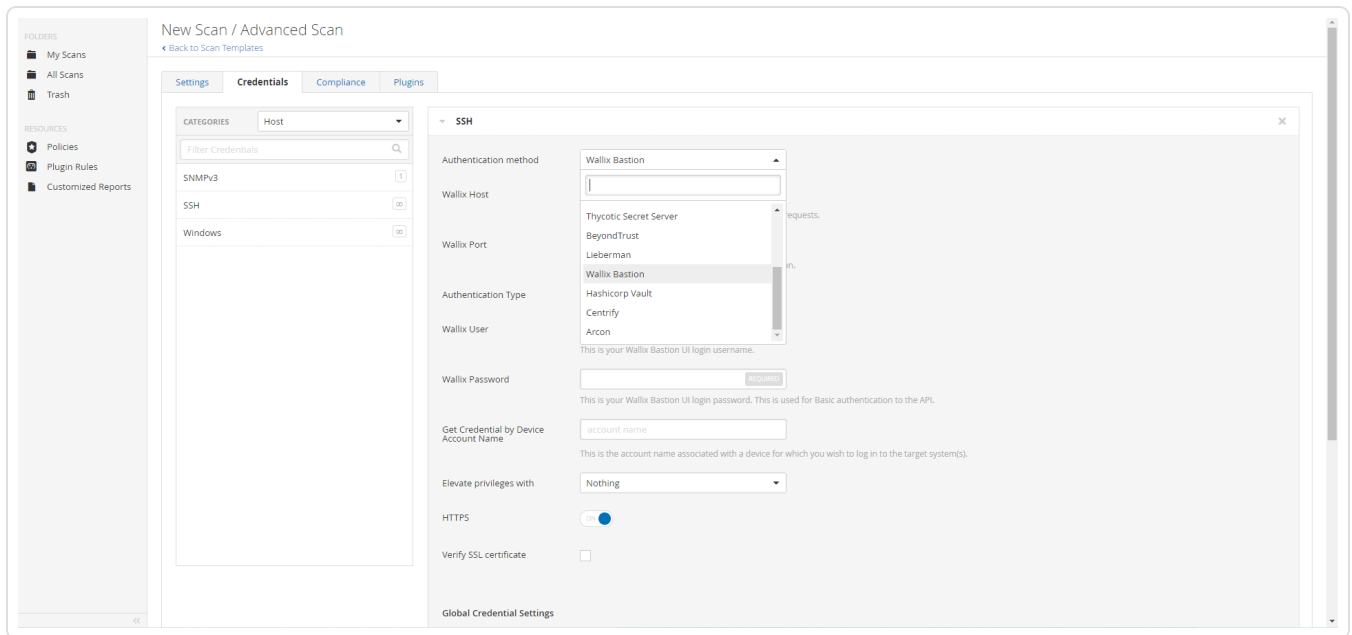 New Scan / Advanced Scan
Back to Scan Templates
FOLDERS
My Scans
All Scans
Trash
RESOURCES
Policies
Plugin Rules
Customized Reports
Settings
Credentials
Compliance
Plugins
CATEGORIES
Host
Filter Credentials
SNMPv3
1
SSH
∞
Windows
∞
SSH
Authentication method
Wallix Bastion
Thycotic Secret Server
BeyondTrust
Lieberman
Wallix Bastion
Hashicorp Vault
Centrify
Arcon
Wallix Host
requests.
Wallix Port
Authentication Type
Wallix User
This is your Wallix Bastion UI login username.
Wallix Password
REQUIRED
This is your Wallix Bastion UI login password. This is used for Basic authentication to the API.
Get Credential by Device
Account Name
account name
This is the account name associated with a device for which you wish to log in to the target system(s).
Elevate privileges with
Nothing
HTTPS
ON
Verify SSL certificate
Global Credential Settings